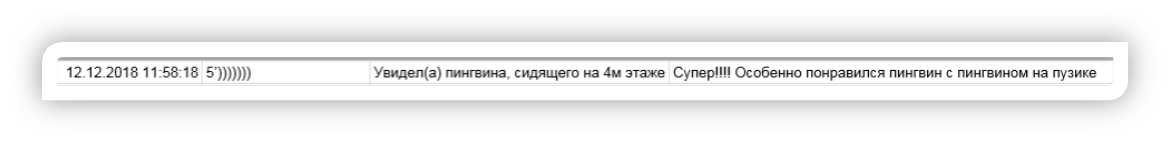 12.12.2018 11:58:18 5'))))))) Увидел(а) пингвина, сидящего на 4м этаже Супер!!!! Особенно понравился пингвин с пингвином на пузике